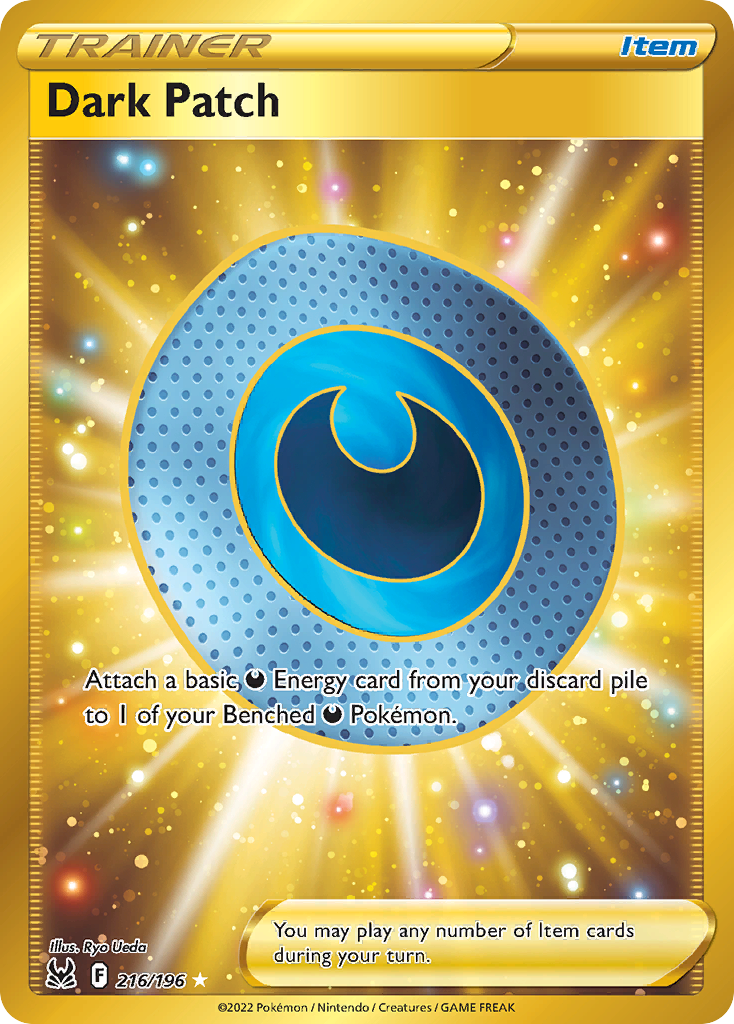 TRAINER
Item
Dark Patch
Attach a basic Energy card from your discard pile
to 1 of your Benched Pokémon.
You may play any number of Item cards
during your turn.
Illus. Ryo Ueda
F 216/196 ★
©2022 Pokémon / Nintendo / Creatures / GAME FREAK